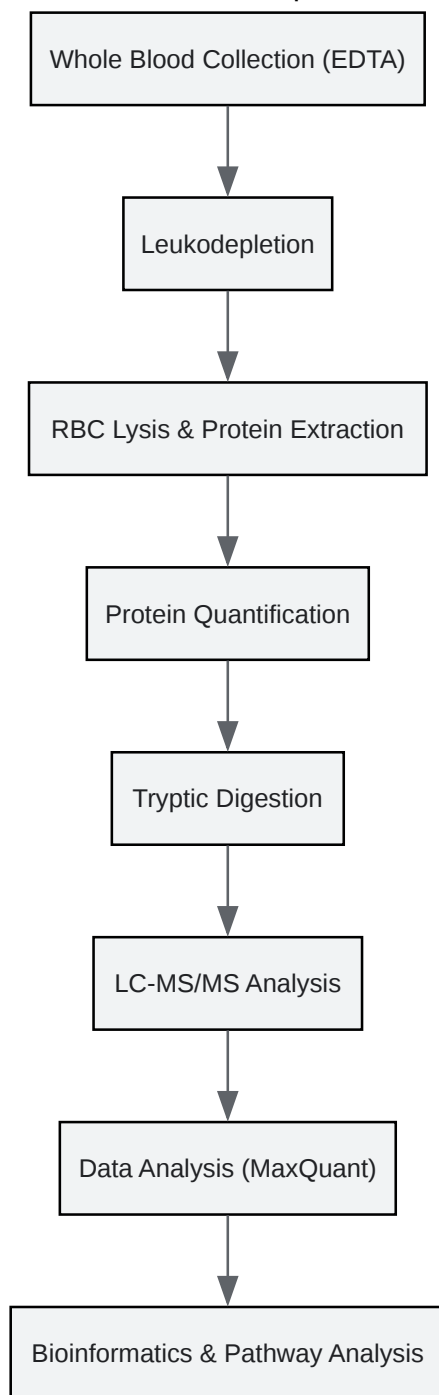 Whole Blood Collection (EDTA)
Leukodepletion
RBC Lysis & Protein Extraction
Protein Quantification
Tryptic Digestion
LC-MS/MS Analysis
Data Analysis (MaxQuant)
Bioinformatics & Pathway Analysis